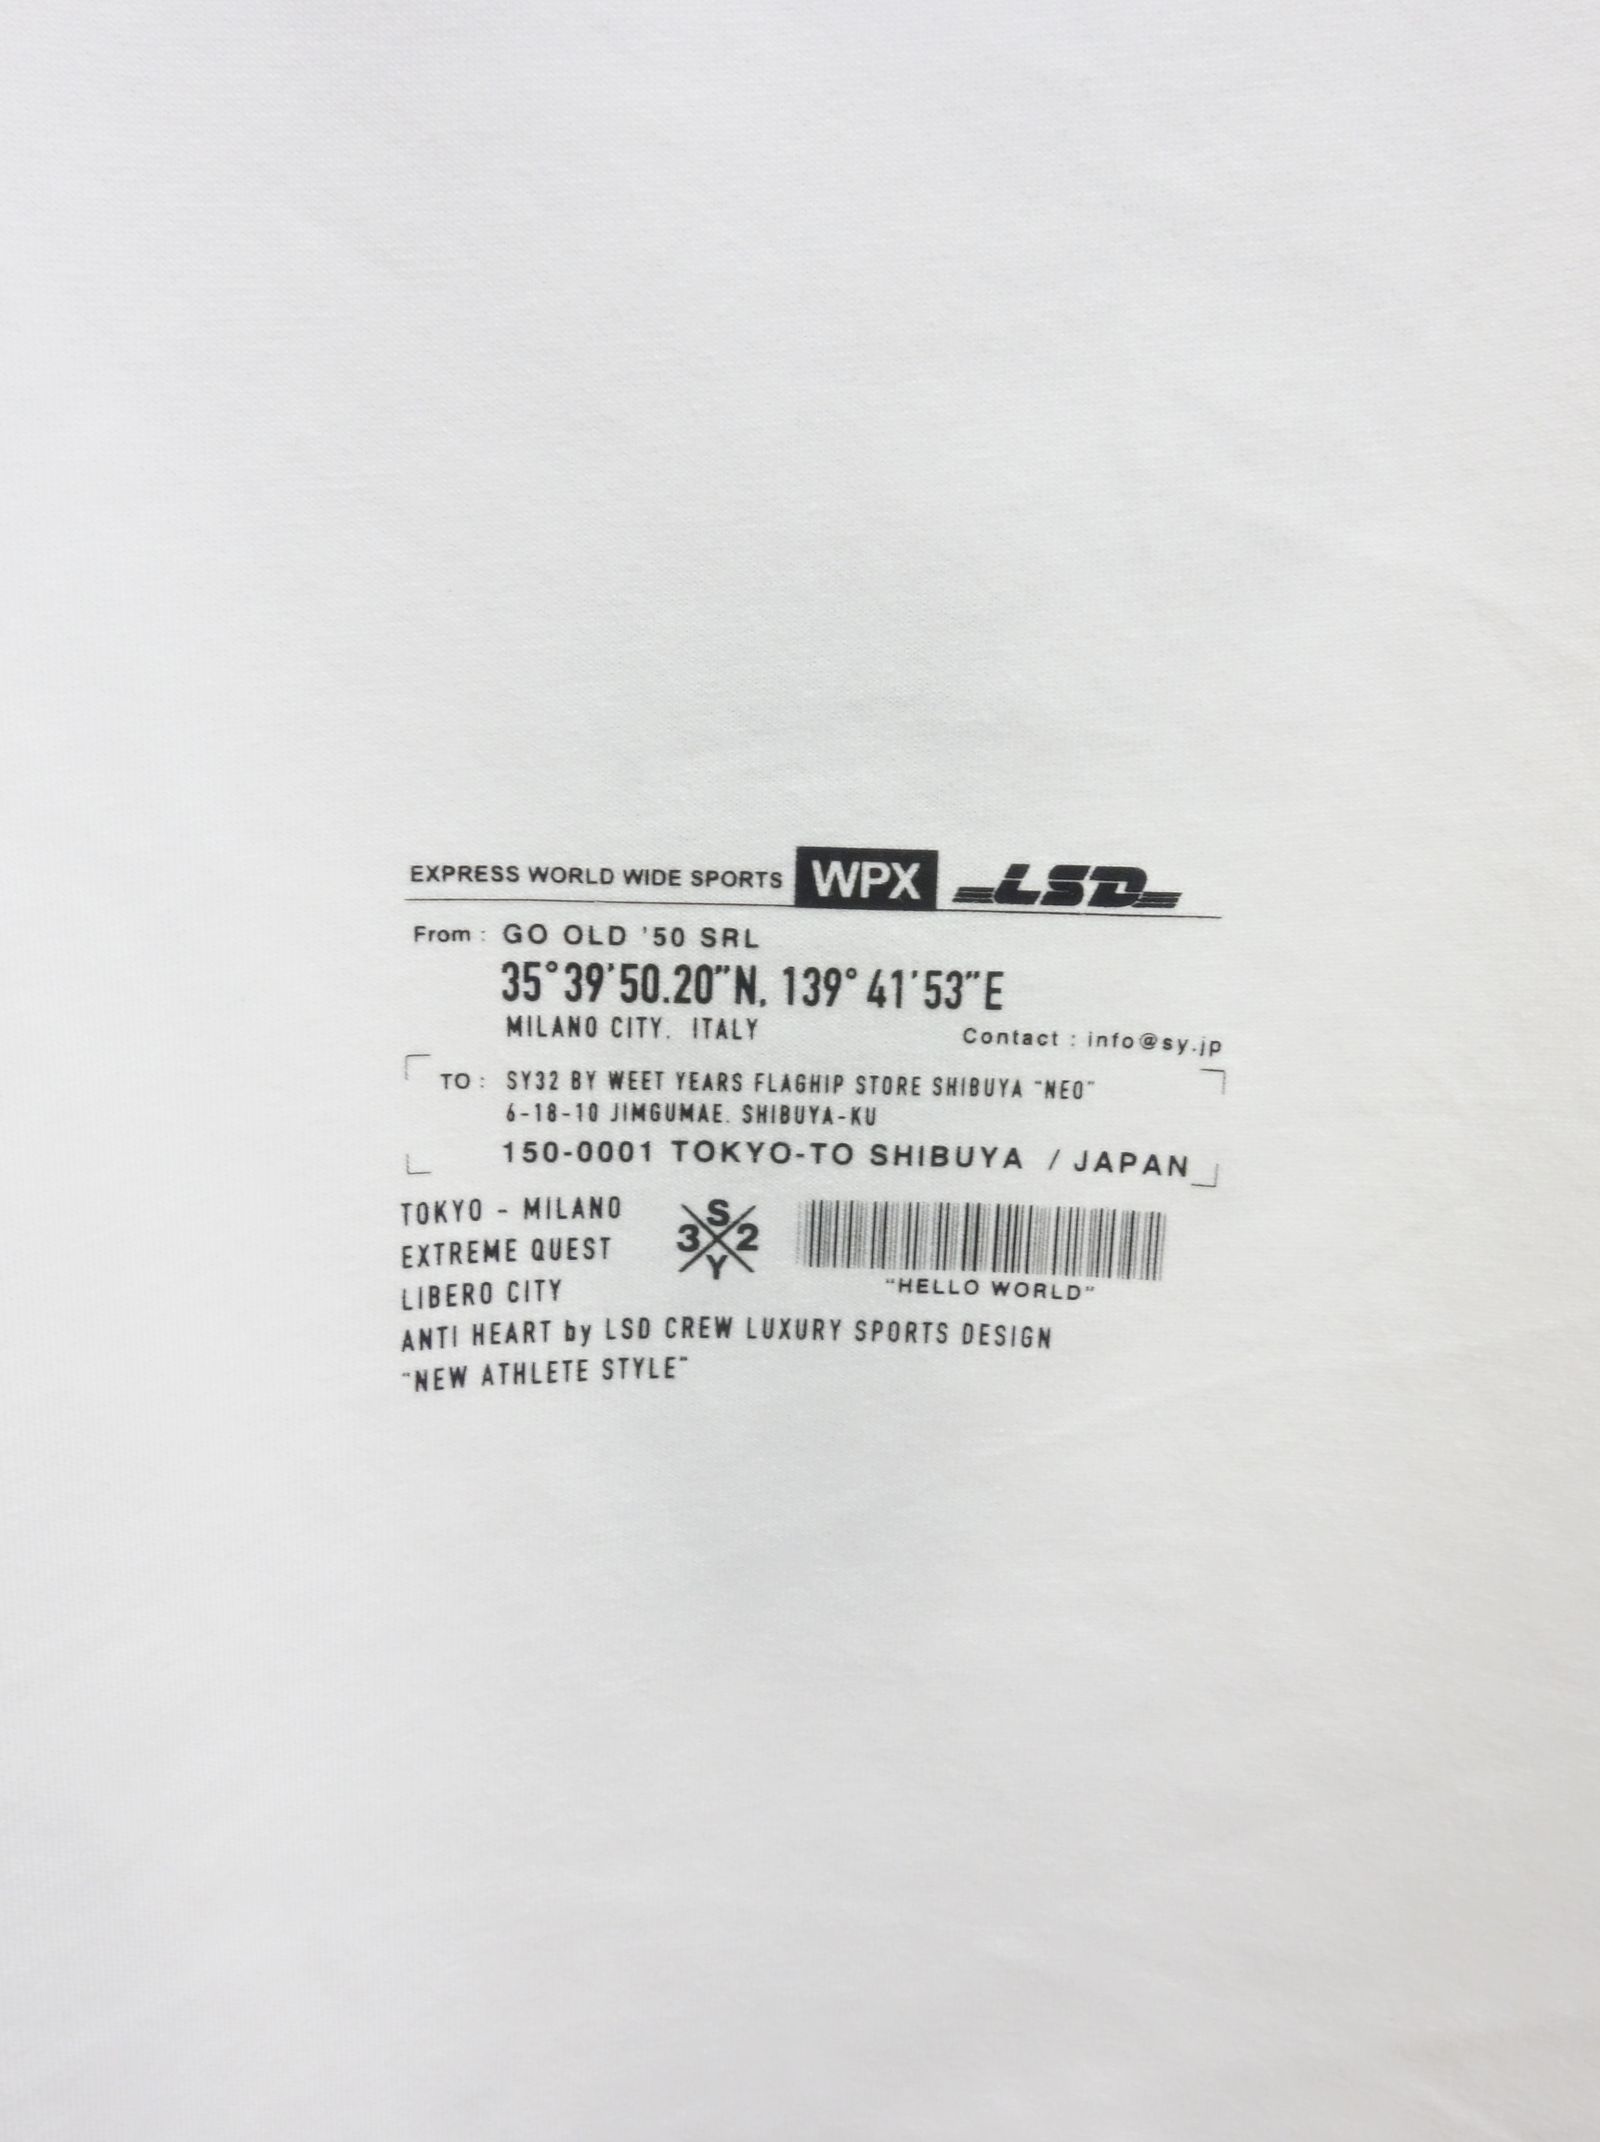 EXPRESS WORLD WIDE SPORTS WPX LSD
From : GO OLD '50 SRL
35°39'50.20"N, 139°41'53"E
MILANO CITY, ITALY
Contact : info@sy.jp
TO : SY32 BY WEET YEARS FLAGHIP STORE SHIBUYA "NEO"
6-18-10 JIMGUMAE. SHIBUYA-KU
150-0001 TOKYO-TO SHIBUYA / JAPAN
TOKYO - MILANO
EXTREME QUEST
LIBERO CITY
S
3 2
Y
"HELLO WORLD"
ANTI HEART by LSD CREW LUXURY SPORTS DESIGN
"NEW ATHLETE STYLE"